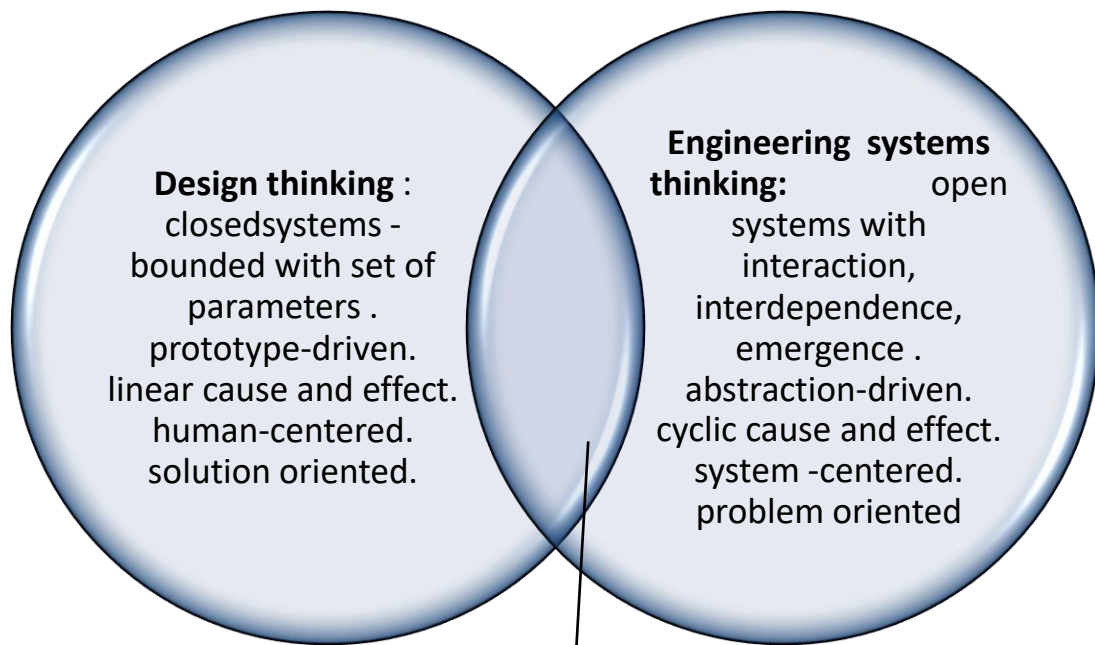 Design thinking :
closedsystems -
bounded with set of
parameters .
prototype-driven.
linear cause and effect.
human-centered.
solution oriented.
Engineering systems
thinking: open
systems with
interaction,
interdependence,
emergence .
abstraction-driven.
cyclic cause and effect.
system -centered.
problem oriented